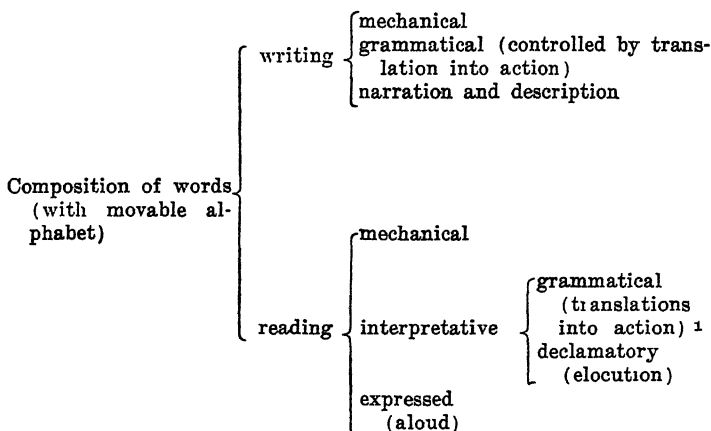 mechanical
writing
grammatical (controlled by trans-
lation into action)
narration and description
Composition of words
(with movable al-
phabet)
mechanical
grammatical
(translations
into action) 1
reading
interpretative
declamatory
(elocution)
expressed
(aloud)